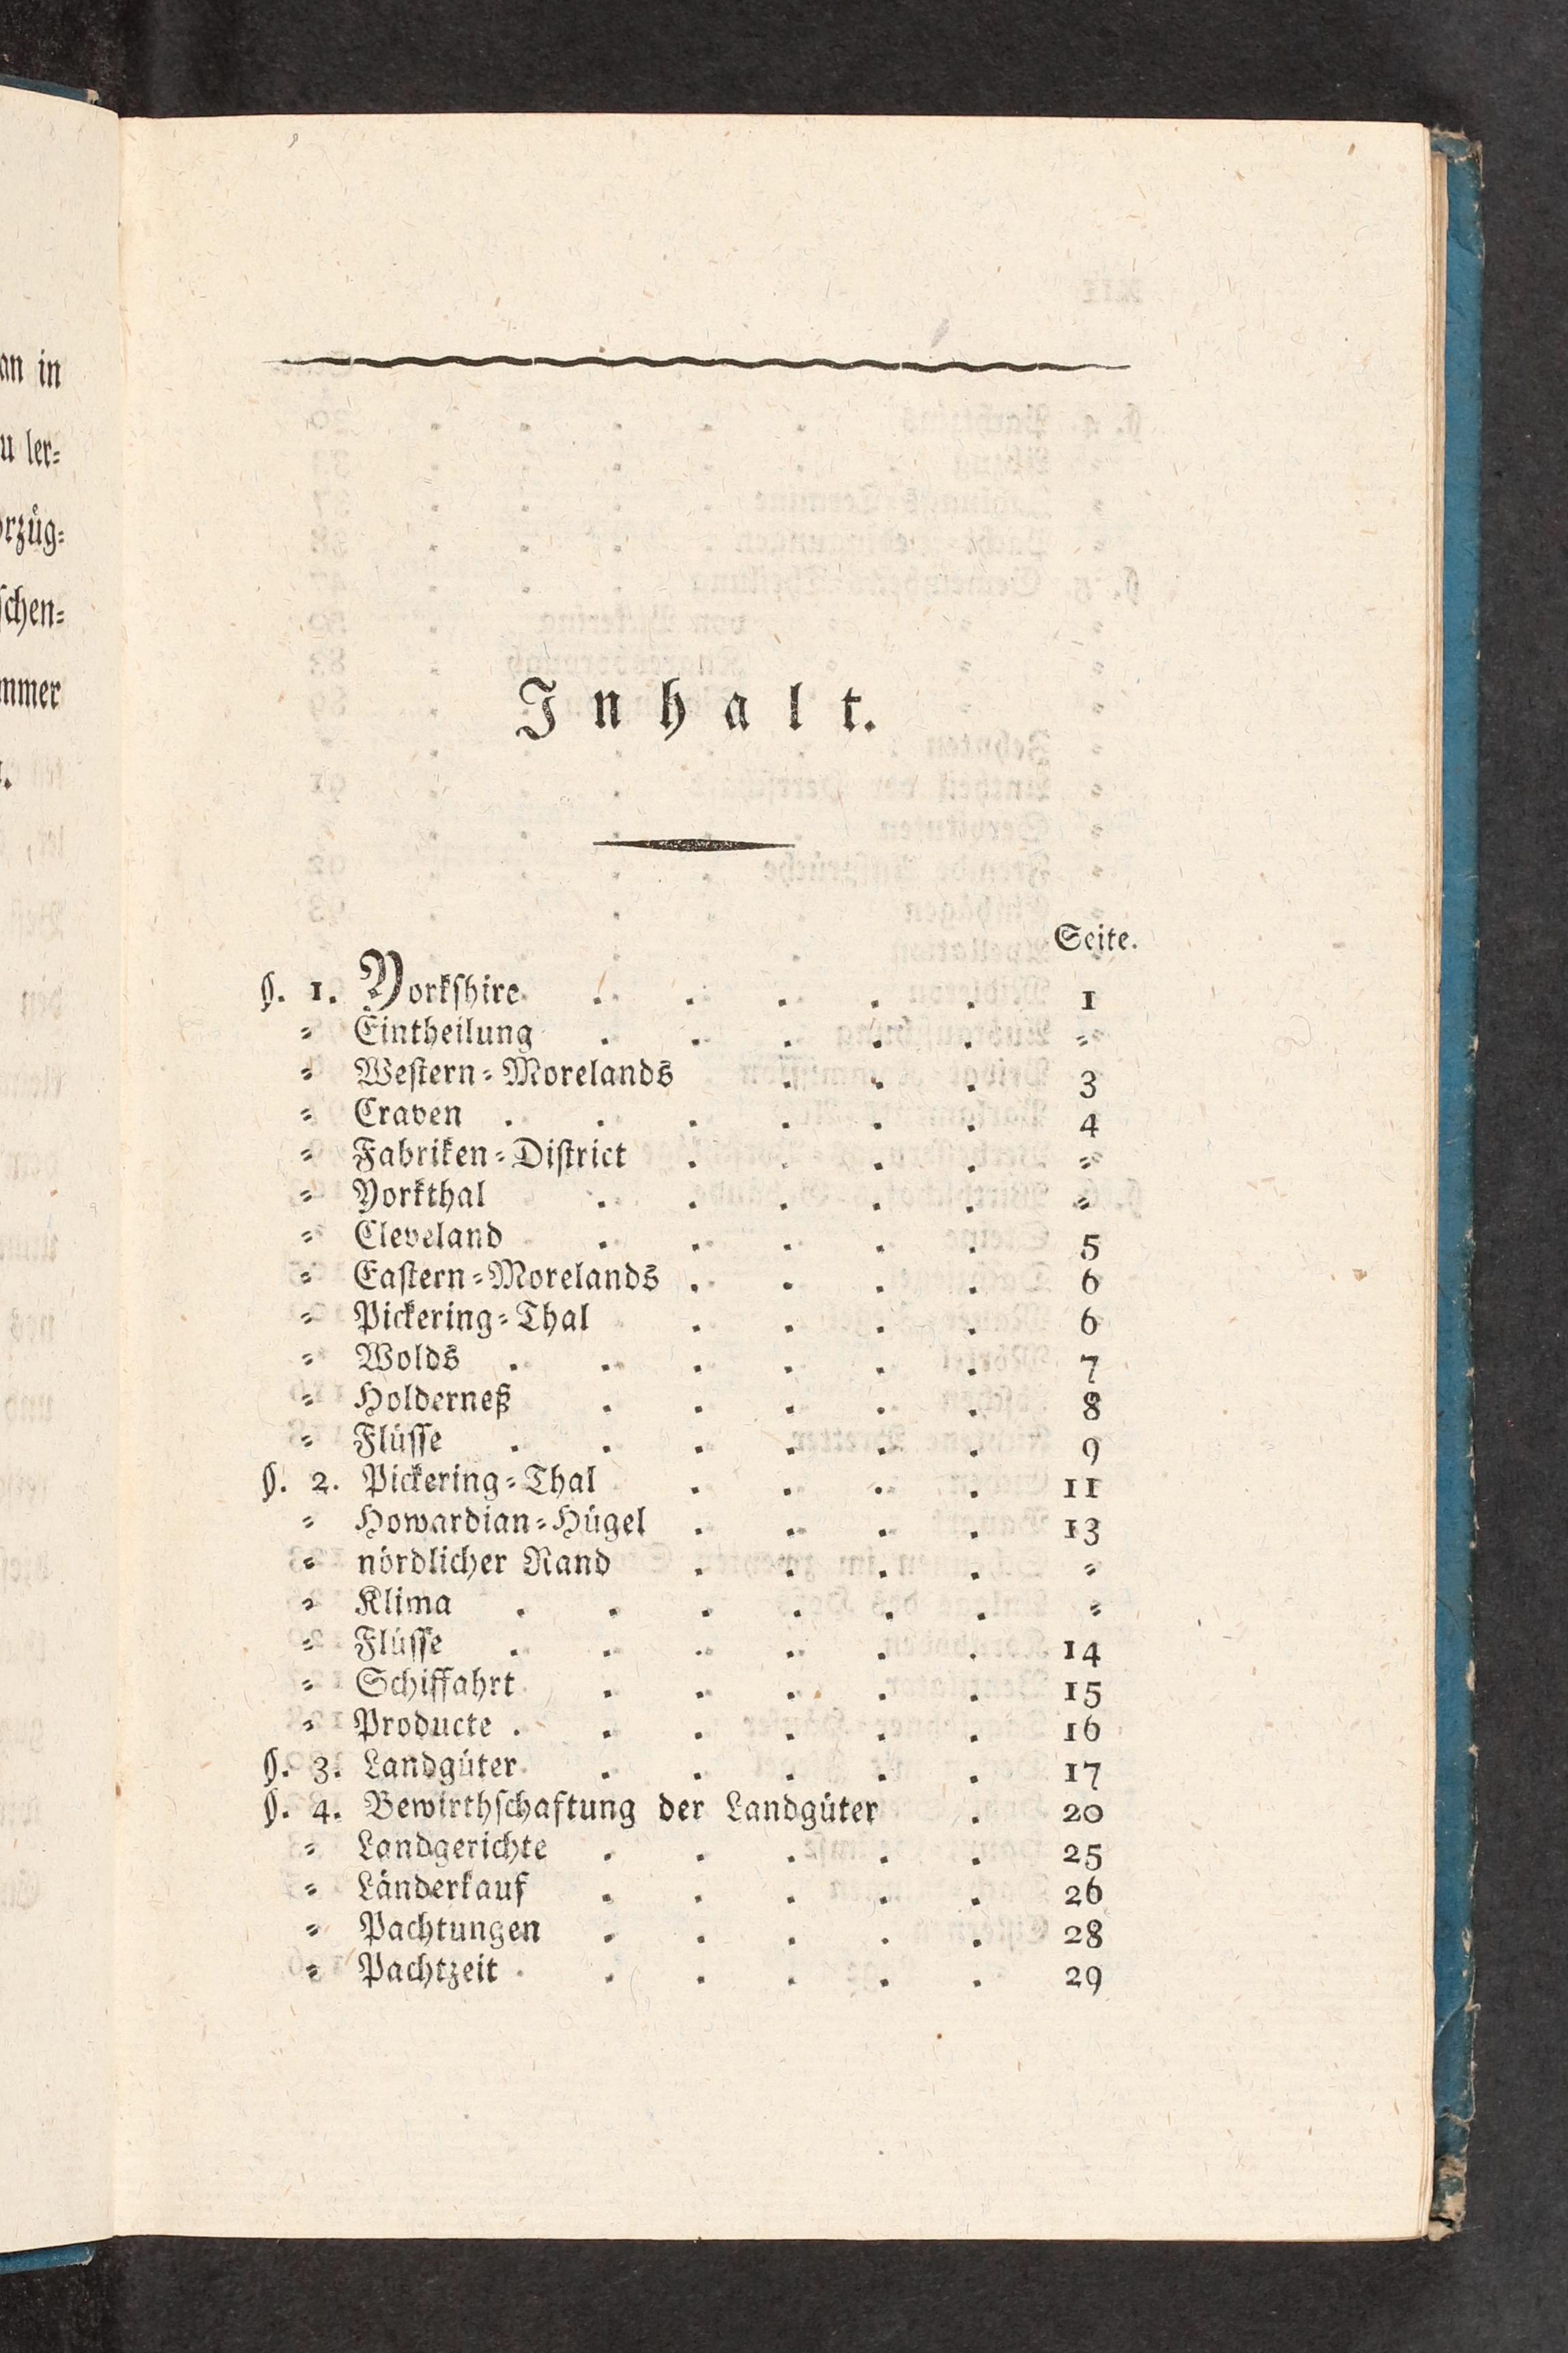 Inhalt.
Seite.
§. 1. Yorkshire . . . . . 1
= Eintheilung . . . . . =
= Western=Morelands . . . 3
= Craven . . . . . . 4
= Fabriken=District . . . . =
= Yorkthal . . . . . =
= Cleveland . . . . . 5
= Eastern=Morelands . . . . 6
= Pickering=Thal . . . . 6
= Wolds . . . . . . 7
= Holderneß . . . . . 8
= Flüsse . . . . . . 9
§. 2. Pickering=Thal . . . . 11
= Howardian=Hügel . . . . 13
= nördlicher Rand . . . . =
= Klima . . . . . . =
= Flüsse . . . . . . 14
= Schiffahrt . . . . . 15
= Producte . . . . . . 16
§. 3. Landgüter . . . . . 17
§. 4. Bewirthschaftung der Landgüter . 20
= Landgerichte . . . . . 25
= Länderkauf . . . . . 26
= Pachtungen . . . . . 28
= Pachtzeit . . . . . . 29